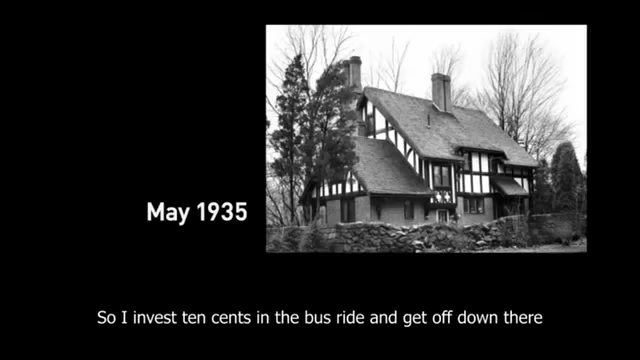 May 1935
So I invest ten cents in the bus ride and get off down there